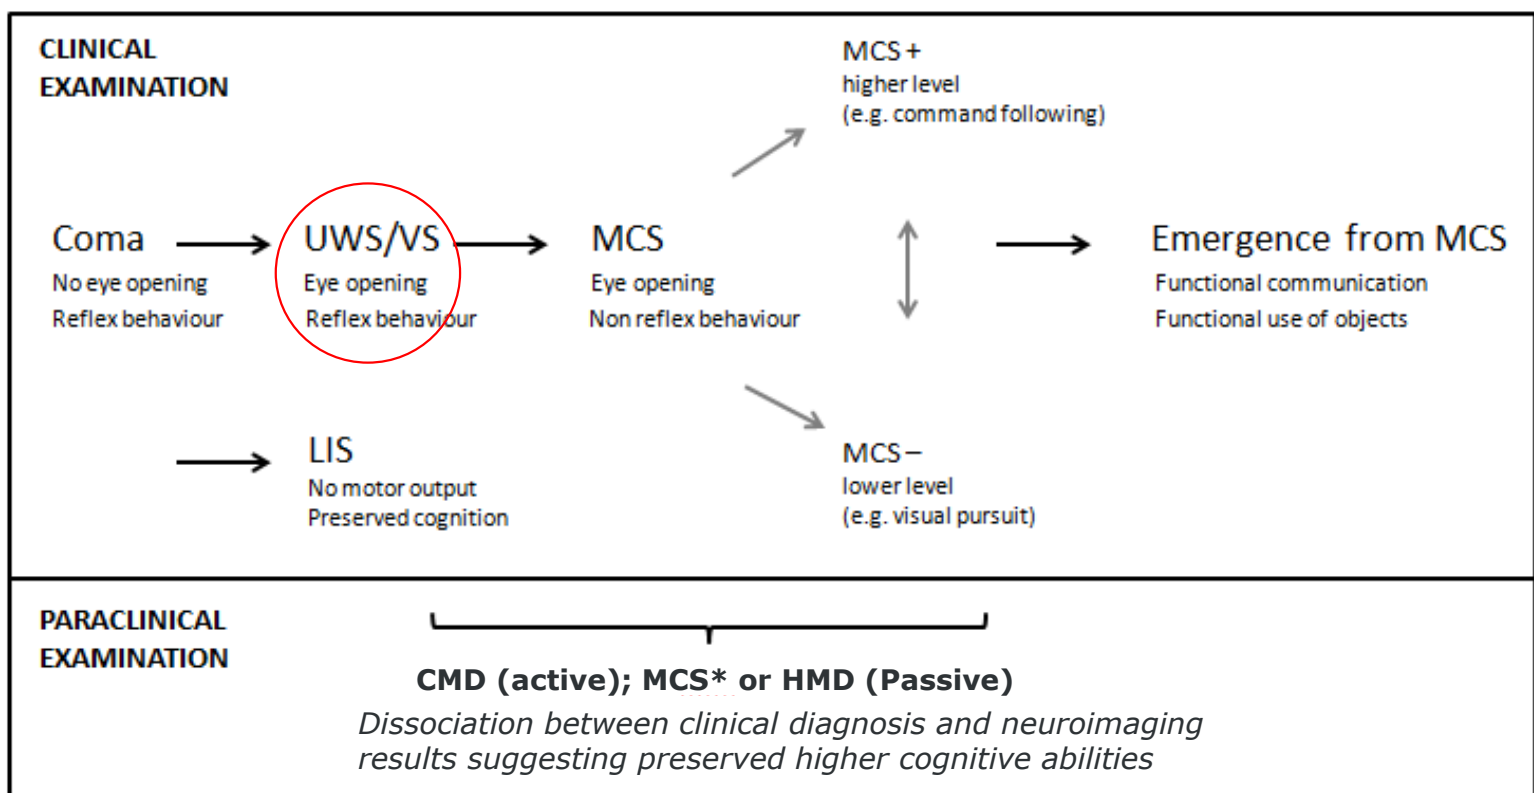 CLINICAL
EXAMINATION
MCS +
higher level
(e.g. command following)
Coma
No eye opening
Reflex behaviour
UWS/VS
Eye opening
Reflex behaviour
MCS
Eye opening
Non reflex behaviour
Emergence from MCS
Functional communication
Functional use of objects
LIS
No motor output
Preserved cognition
MCS –
lower level
(e.g. visual pursuit)
PARACLINICAL
EXAMINATION
CMD (active); MCS* or HMD (Passive)
Dissociation between clinical diagnosis and neuroimaging
results suggesting preserved higher cognitive abilities